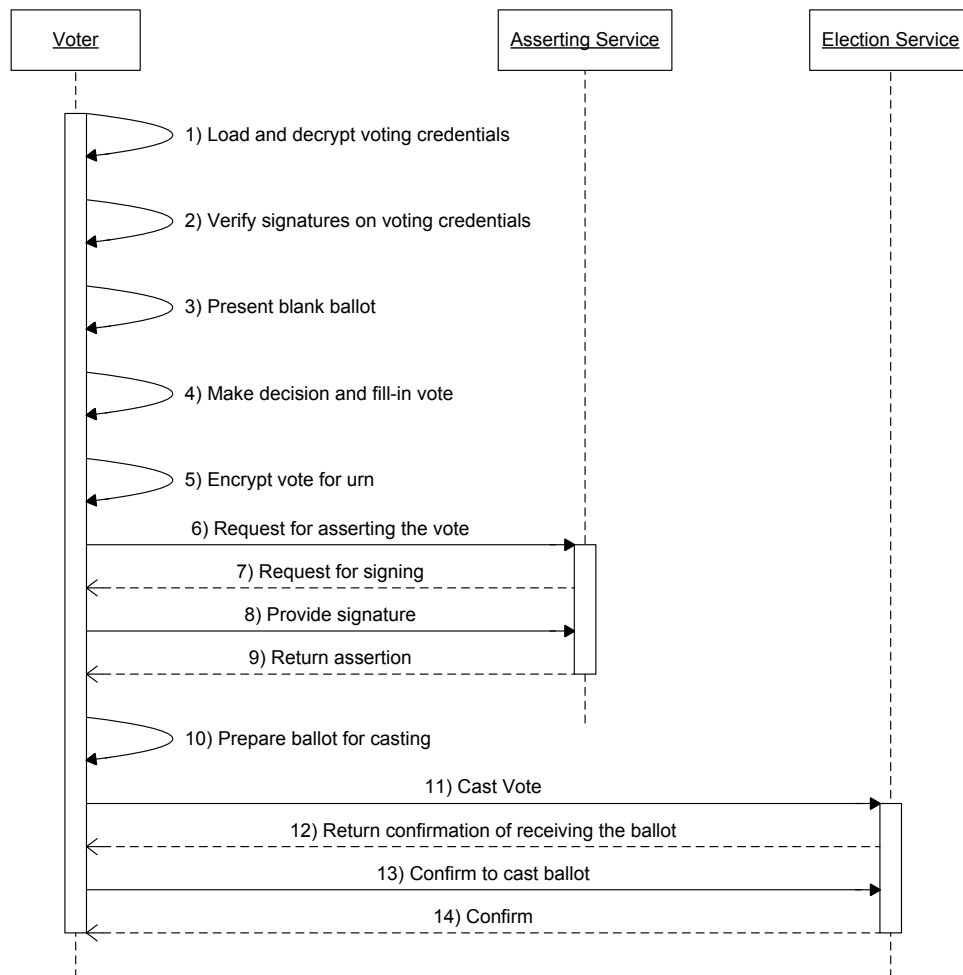 Voter
Asserting Service
Election Service
1) Load and decrypt voting credentials
2) Verify signatures on voting credentials
3) Present blank ballot
4) Make decision and fill-in vote
5) Encrypt vote for urn
6) Request for asserting the vote
7) Request for signing
8) Provide signature
9) Return assertion
10) Prepare ballot for casting
11) Cast Vote
12) Return confirmation of receiving the ballot
13) Confirm to cast ballot
14) Confirm